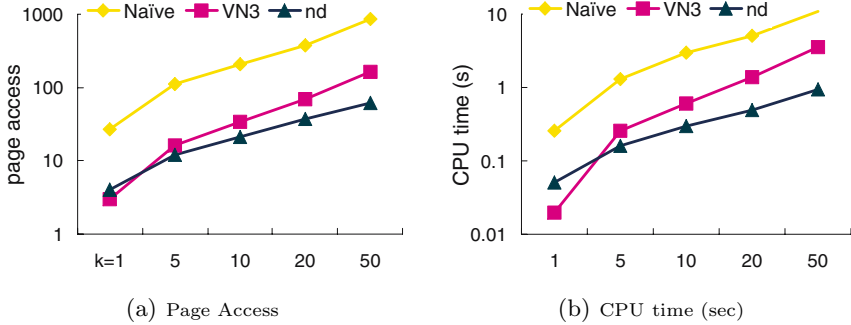 Naïve VN3 nd
page access
1000
100
10
1
k=1 5 10 20 50
(a) Page Access
Naïve VN3 nd
CPU time (s)
10
1
0.1
0.01
1 5 10 20 50
(b) CPU time (sec)